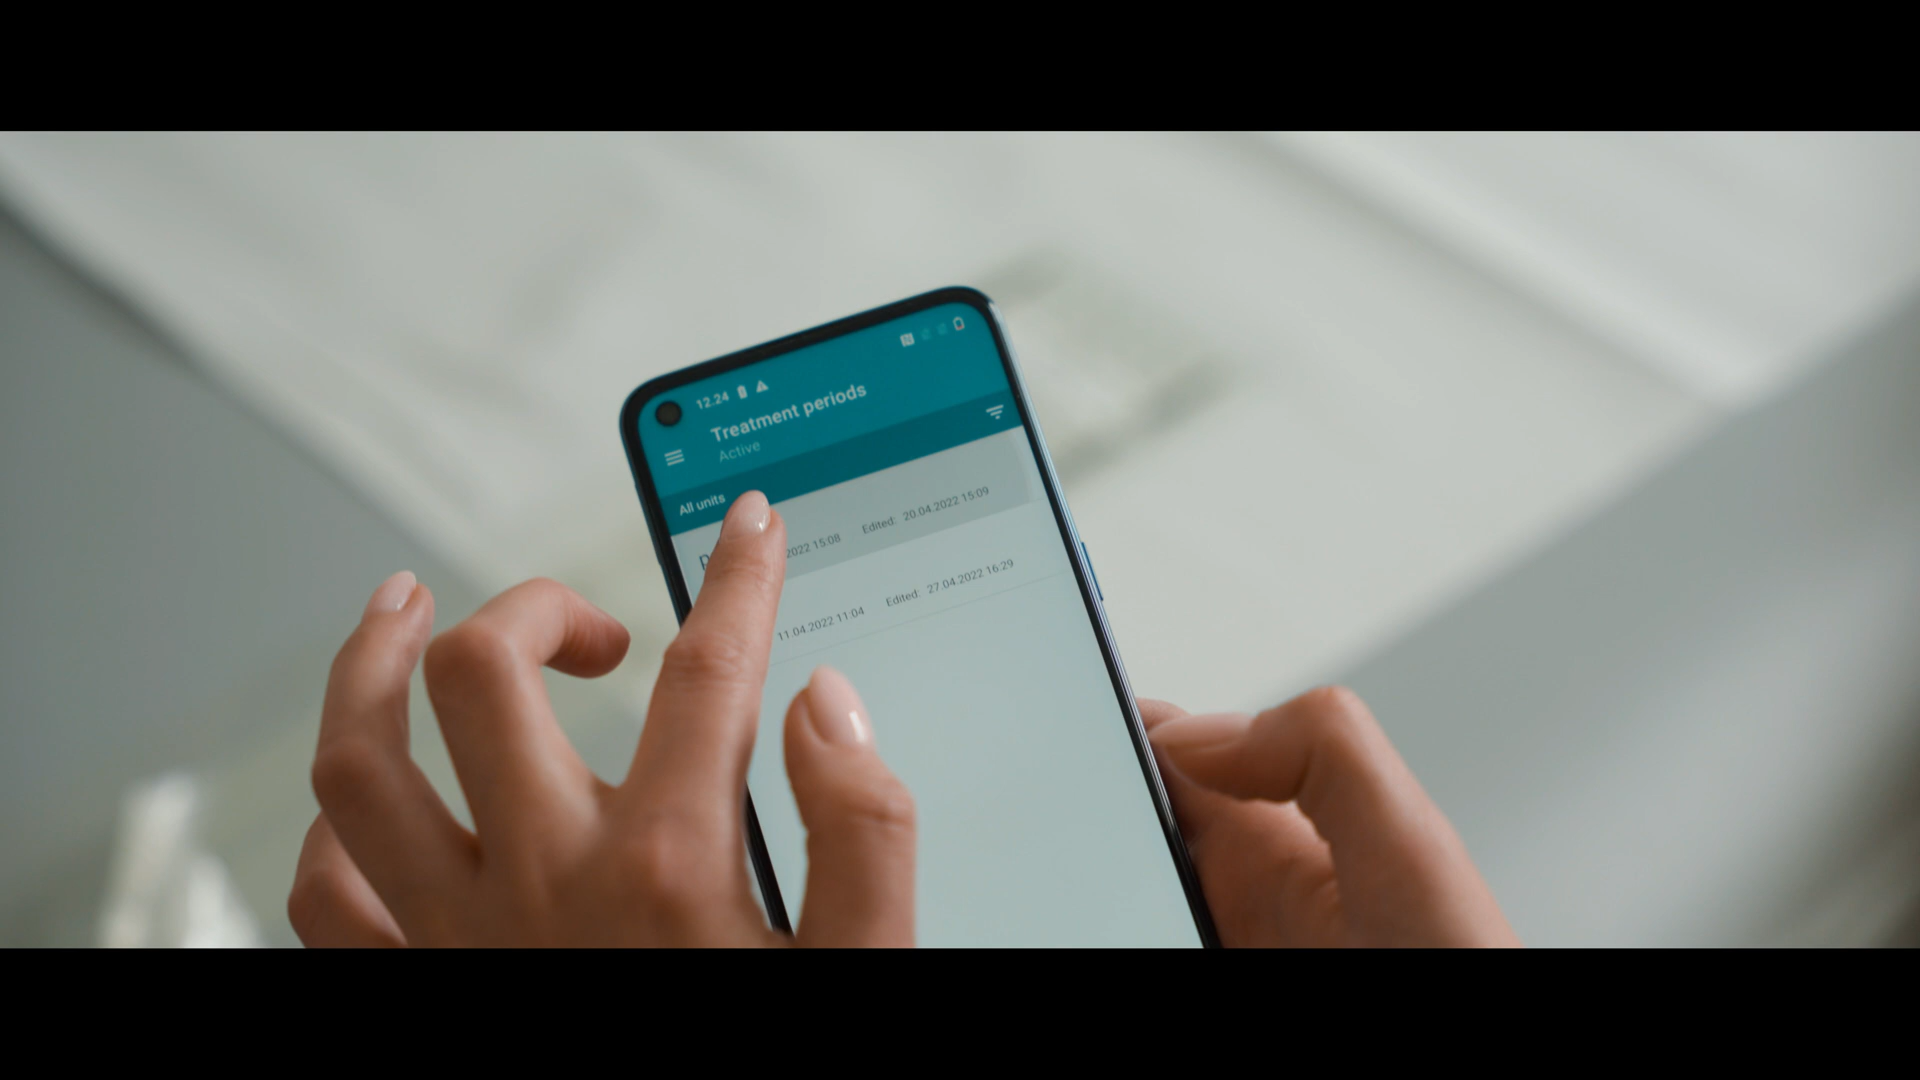 12.24
Treatment periods
Active
All units
2022 15:08 Edited: 20.04.2022 15:09
11.04.2022 11:04 Edited: 27.04.2022 16:29